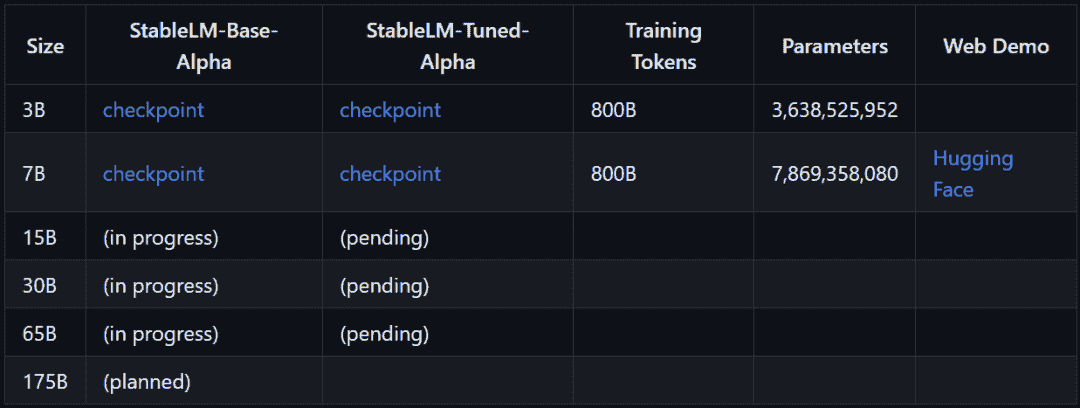 Size StableLM-Base-Alpha StableLM-Tuned-Alpha Training Tokens Parameters Web Demo
3B checkpoint checkpoint 800B 3,638,525,952
7B checkpoint checkpoint 800B 7,869,358,080 Hugging Face
15B (in progress) (pending)
30B (in progress) (pending)
65B (in progress) (pending)
175B (planned)